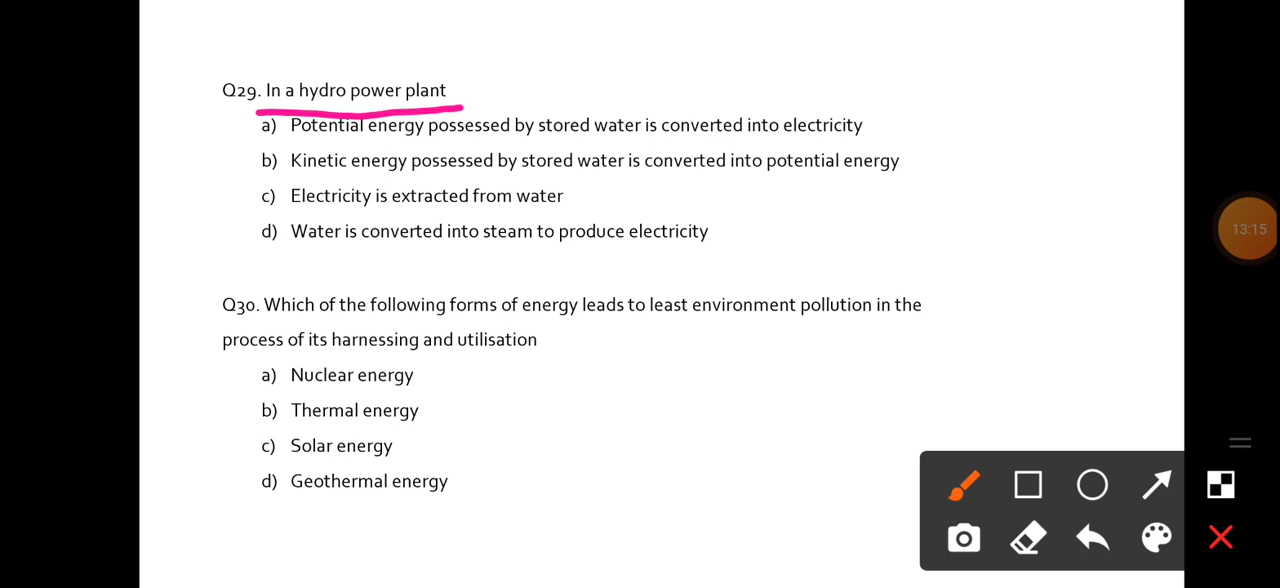 Q29. In a hydro power plant
a) Potential energy possessed by stored water is converted into electricity
b) Kinetic energy possessed by stored water is converted into potential energy
c) Electricity is extracted from water
d) Water is converted into steam to produce electricity
Q30. Which of the following forms of energy leads to least environment pollution in the
process of its harnessing and utilisation
a) Nuclear energy
b) Thermal energy
c) Solar energy
d) Geothermal energy
13:15